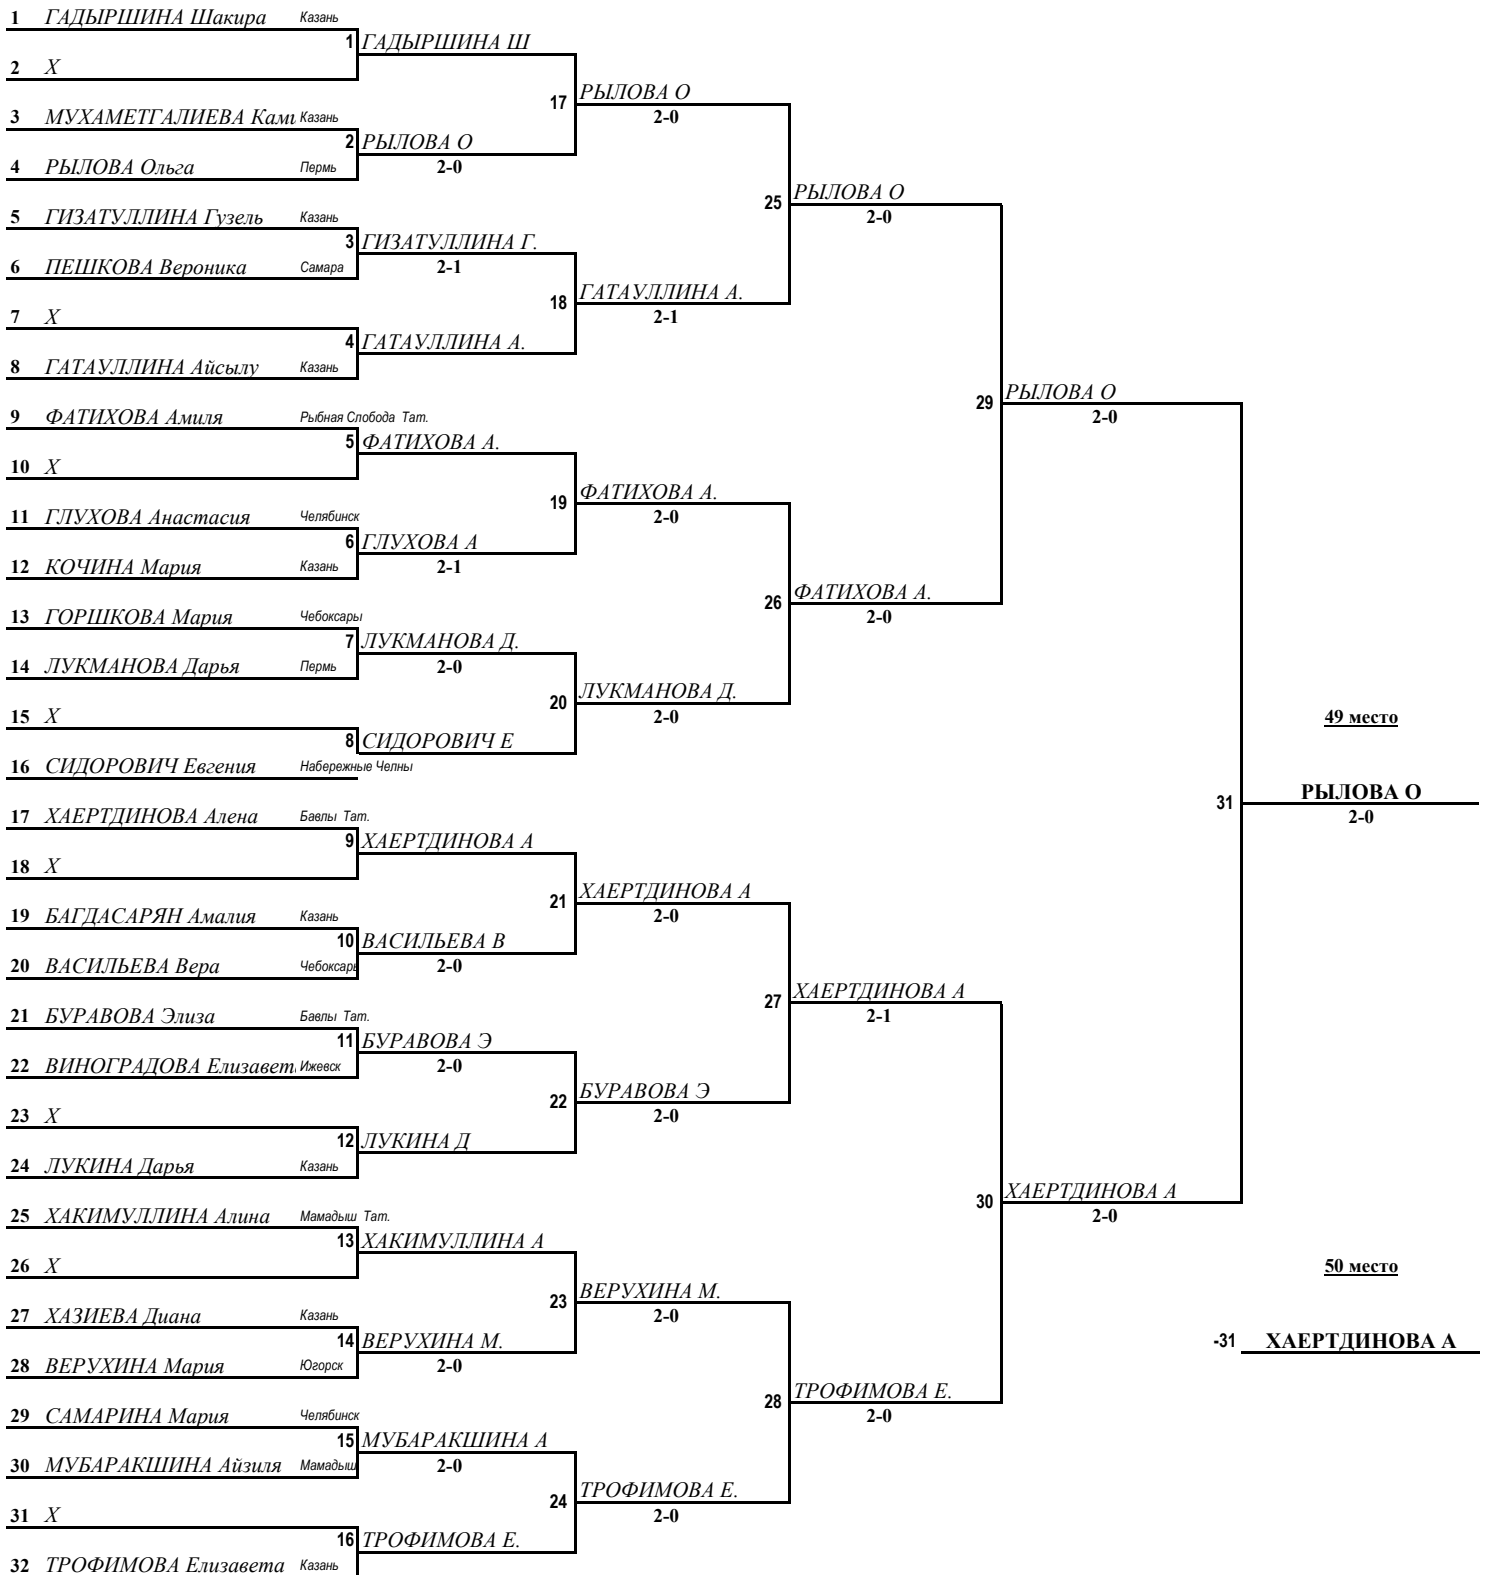 1 ГАДЫРШИНА Шакира Казань
1 ГАДЫРШИНА Ш
2 X
17 РЫЛОВА О
2-0
3 МУХАМЕТГАЛИЕВА Ками Казань
2 РЫЛОВА О
2-0
4 РЫЛОВА Ольга Пермь
25 РЫЛОВА О
2-0
5 ГИЗАТУЛЛИНА Гузель Казань
3 ГИЗАТУЛЛИНА Г.
2-1
6 ПЕШКОВА Вероника Самара
18 ГАТАУЛЛИНА А.
2-1
7 X
4 ГАТАУЛЛИНА А.
8 ГАТАУЛЛИНА Айсылу Казань
29 РЫЛОВА О
2-0
9 ФАТИХОВА Амиля Рыбная Слобода Тат.
5 ФАТИХОВА А.
10 X
19 ФАТИХОВА А.
2-0
11 ГЛУХОВА Анастасия Челябинск
6 ГЛУХОВА А
2-1
12 КОЧИНА Мария Казань
26 ФАТИХОВА А.
2-0
13 ГОРШКОВА Мария Чебоксары
7 ЛУКМАНОВА Д.
2-0
14 ЛУКМАНОВА Дарья Пермь
20 ЛУКМАНОВА Д.
2-0
15 X
49 место
8 СИДОРОВИЧ Е
16 СИДОРОВИЧ Евгения Набережные Челны
31 РЫЛОВА О
2-0
17 ХАЕРТДИНОВА Алена Бавлы Тат.
9 ХАЕРТДИНОВА А
18 X
21 ХАЕРТДИНОВА А
2-0
19 БАГДАСАРЯН Амалия Казань
10 ВАСИЛЬЕВА В
2-0
20 ВАСИЛЬЕВА Вера Чебоксары
27 ХАЕРТДИНОВА А
2-1
21 БУРАВОВА Элиза Бавлы Тат.
11 БУРАВОВА Э
2-0
22 ВИНОГРАДОВА Елизавет Ижевск
22 БУРАВОВА Э
2-0
23 X
12 ЛУКИНА Д
24 ЛУКИНА Дарья Казань
30 ХАЕРТДИНОВА А
2-0
25 ХАКИМУЛЛИНА Алина Мамадыш Тат.
13 ХАКИМУЛЛИНА А
26 X
50 место
23 ВЕРУХИНА М.
2-0
27 ХАЗИЕВА Диана Казань
14 ВЕРУХИНА М.
2-0
-31 ХАЕРТДИНОВА А
28 ВЕРУХИНА Мария Югорск
28 ТРОФИМОВА Е.
2-0
29 САМАРИНА Мария Челябинск
15 МУБАРАКШИНА А
2-0
30 МУБАРАКШИНА Айзиля Мамадыш
24 ТРОФИМОВА Е.
2-0
31 X
16 ТРОФИМОВА Е.
32 ТРОФИМОВА Елизавета Казань